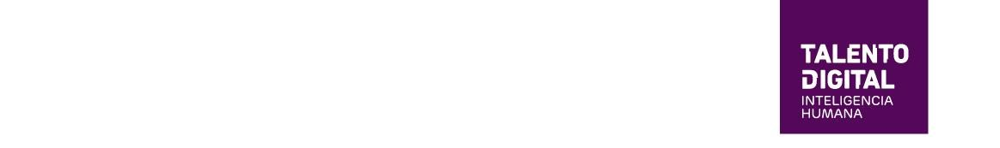 TALENTO
DIGITAL
INTELIGENCIA
HUMANA